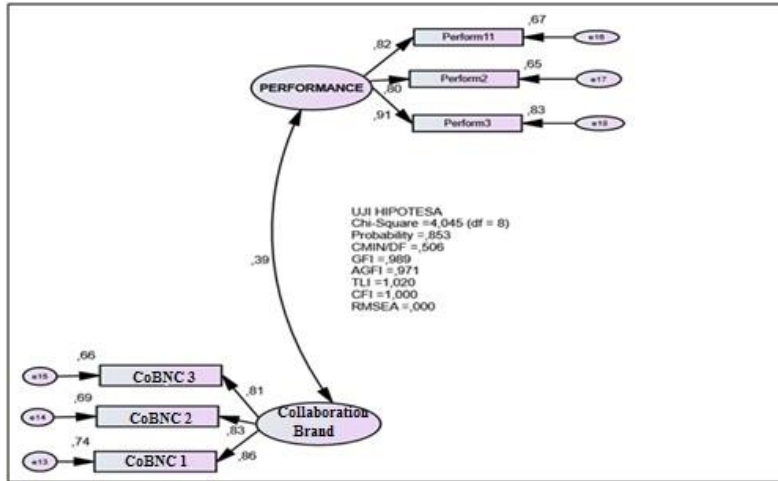 ,67
,82
Perform11
e16
,65
PERFORMANCE
,80
Perform2
e17
,91
,83
Perform3
e18
UJI HIPOTESA
Chi-Square =4,045 (df = 8)
Probability =,853
CMIN/DF =,506
GFI =,989
AGFI =,971
TLI =1,020
CFI =1,000
RMSEA =,000
,39
,66
e15
CoBNC 3
,81
,69
e14
CoBNC 2
,83
Collaboration
Brand
,74
e13
CoBNC 1
,86